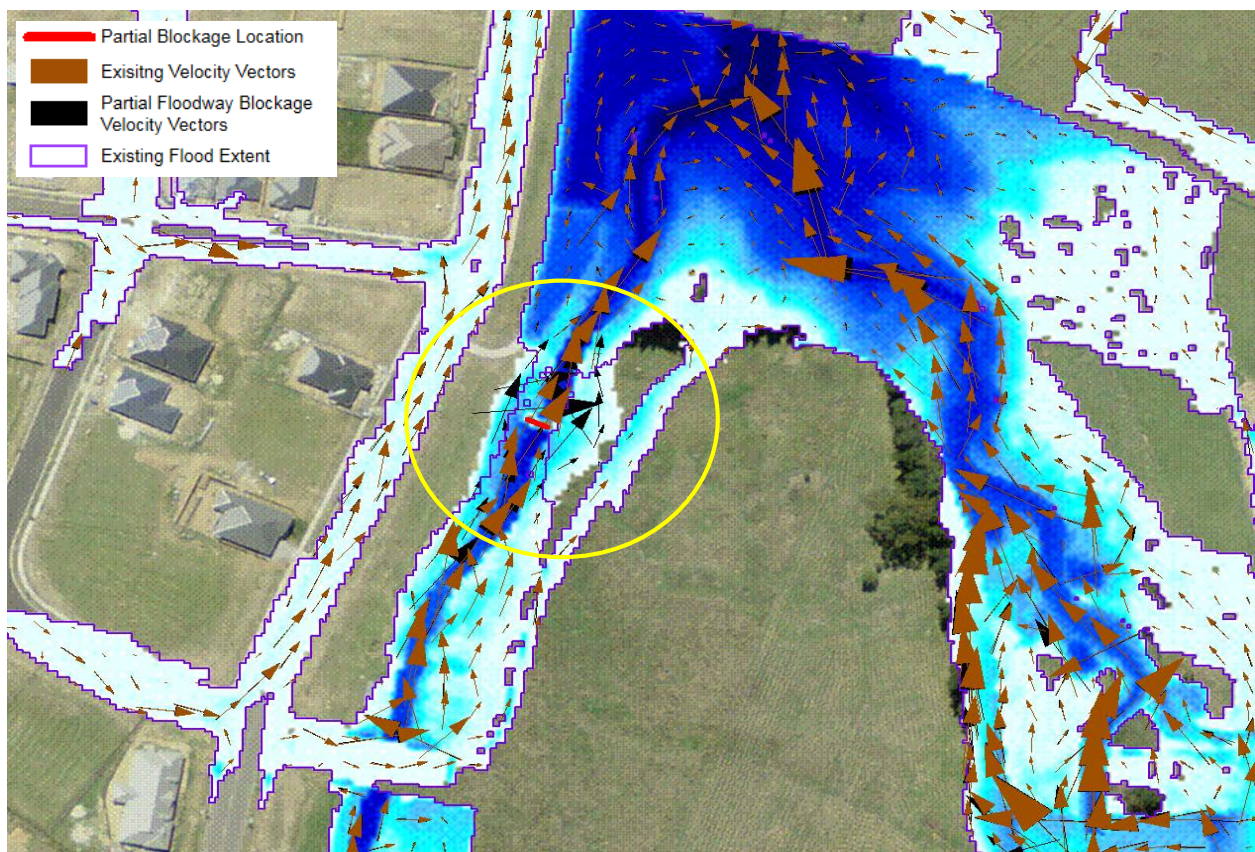 Partial Blockage Location
Exisitng Velocity Vectors
Partial Floodway Blockage
Velocity Vectors
Existing Flood Extent